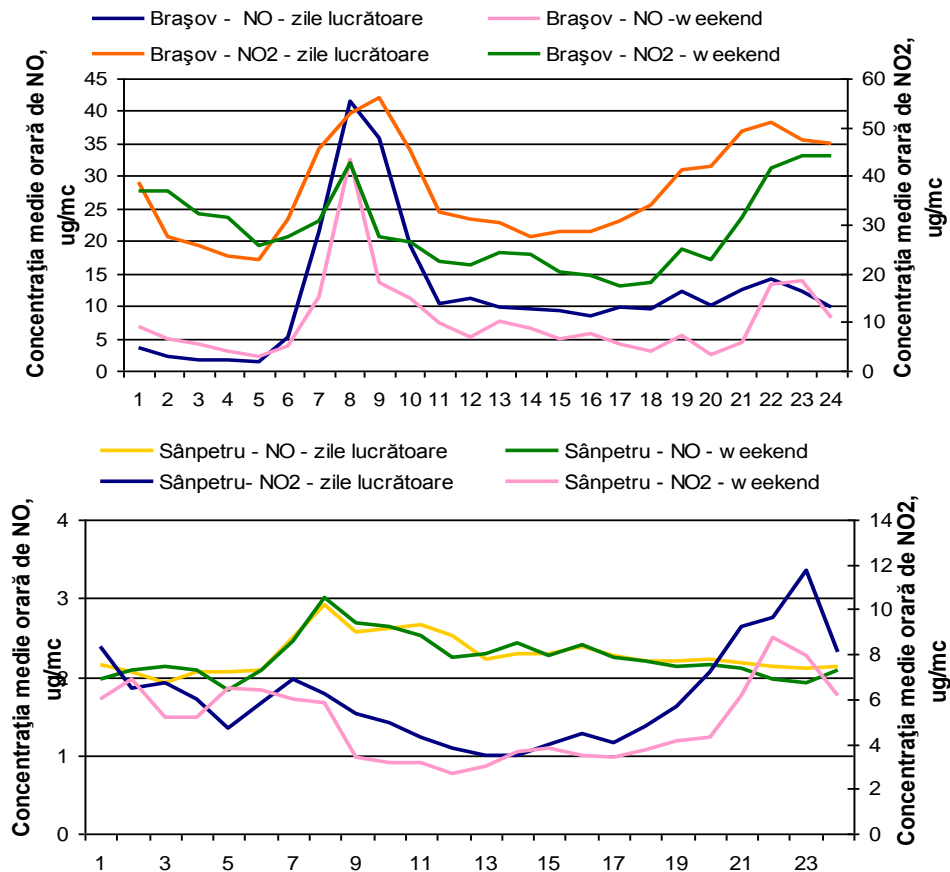 Braşov - NO - zile lucrătoare
Braşov - NO -w eekend
Braşov - NO2 - zile lucrătoare
Braşov - NO2 - w eekend
Concentraţia medie orară de NO,
ug/mc
45
40
35
30
25
20
15
10
5
0
60
50
40
30
20
10
0
Concentraţia medie orară de NO2,
ug/mc
1 2 3 4 5 6 7 8 9 10 11 12 13 14 15 16 17 18 19 20 21 22 23 24
Sânpetru - NO - zile lucrătoare
Sânpetru - NO - w eekend
Sânpetru- NO2 - zile lucrătoare
Sânpetru - NO2 - w eekend
Concentraţia medie orară de NO,
ug/mc
4
3
2
1
0
14
12
10
8
6
4
2
0
Concentraţia medie orară de NO2,
ug/mc
1 3 5 7 9 11 13 15 17 19 21 23